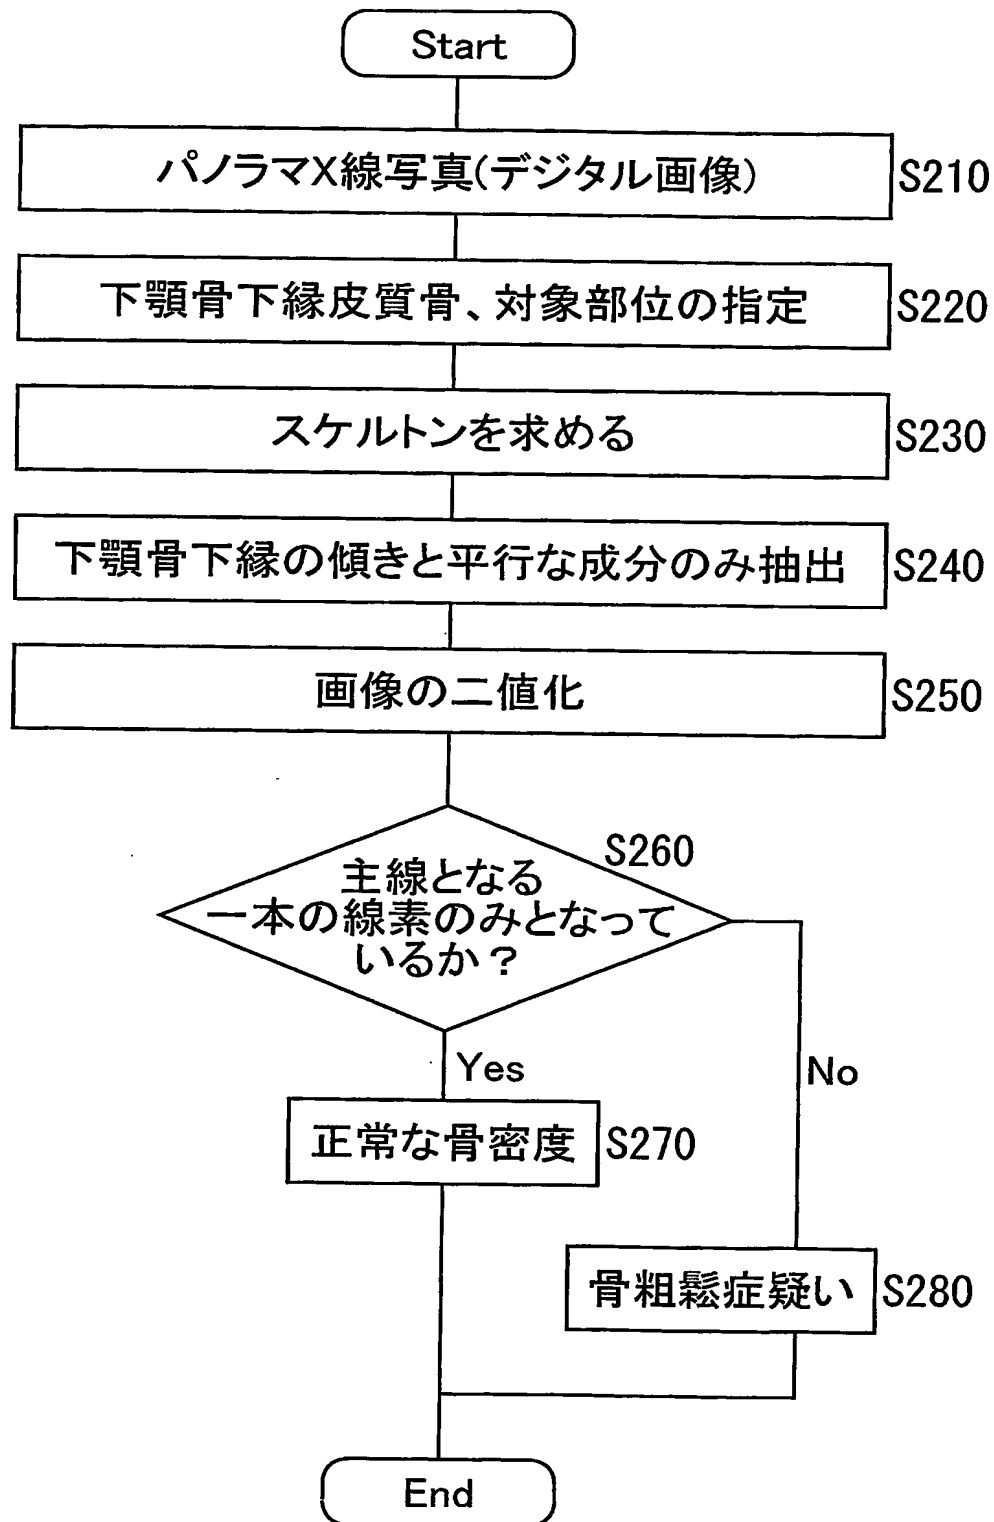 Start
パノラマX線写真(デジタル画像)
S210
下顎骨下縁皮質骨、対象部位の指定
S220
スケルトンを求める
S230
下顎骨下縁の傾きと平行な成分のみ抽出
S240
画像の二値化
S250
S260
主線となる
一本の線素のみとなって
いるか？
Yes
No
正常な骨密度
S270
骨粗鬆症疑い
S280
End